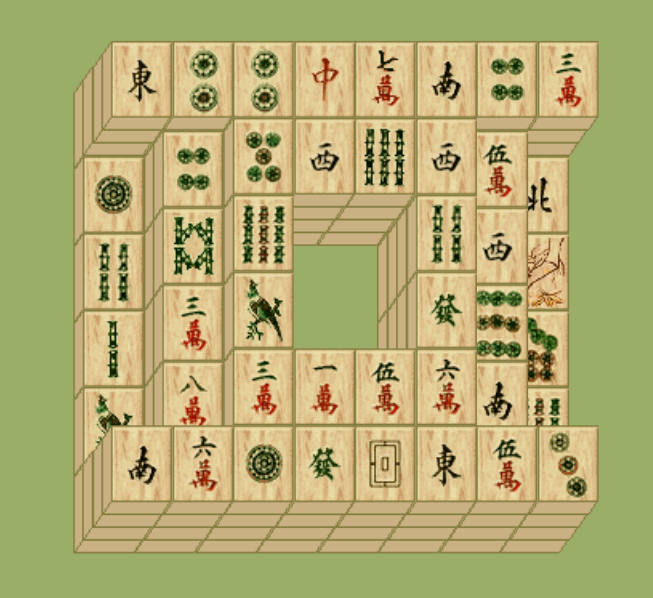 東 中 七萬 南 三萬
西 西 伍萬
北
西
三萬 發
三萬 一萬 伍萬 六萬
八萬 南
南 六萬 發 東 伍萬